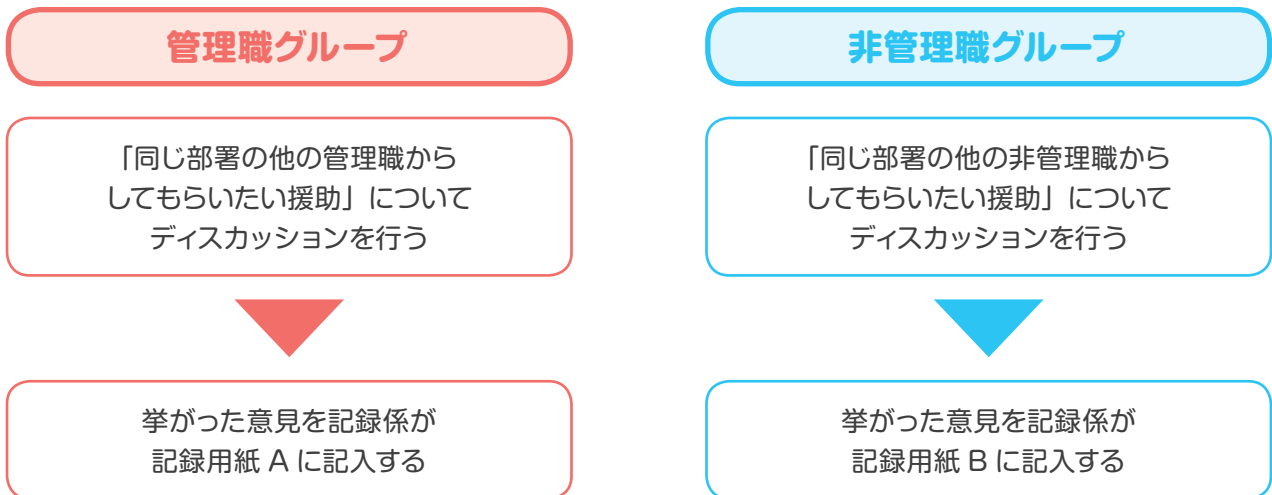 管理職グループ
「同じ部署の他の管理職から
してもらいたい援助」について
ディスカッションを行う
挙がった意見を記録係が
記録用紙 A に記入する
非管理職グループ
「同じ部署の他の非管理職から
してもらいたい援助」について
ディスカッションを行う
挙がった意見を記録係が
記録用紙 B に記入する